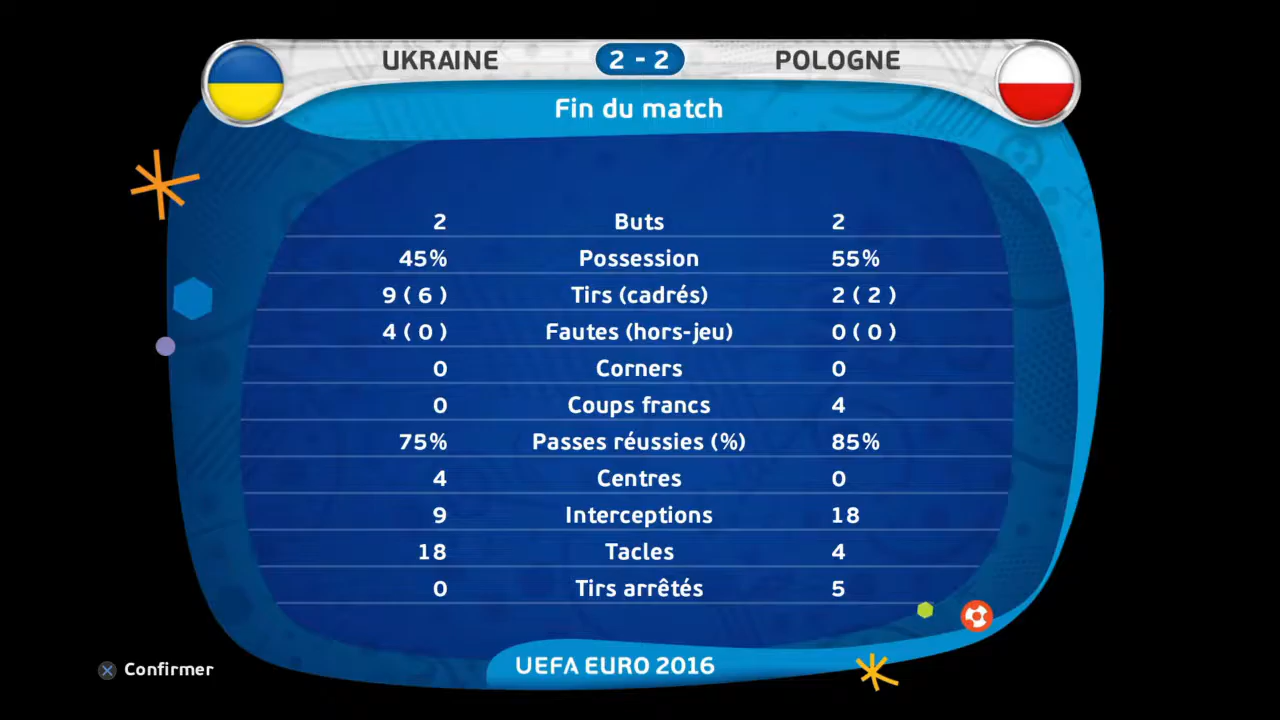 UKRAINE 2 - 2 POLOGNE
Fin du match
2 Buts 2
45% Possession 55%
9 ( 6 ) Tirs (cadrés) 2 ( 2 )
4 ( 0 ) Fautes (hors-jeu) 0 ( 0 )
0 Corners 0
0 Coups francs 4
75% Passes réussies (%) 85%
4 Centres 0
9 Interceptions 18
18 Tacles 4
0 Tirs arrêtés 5
UEFA EURO 2016
Confirmer